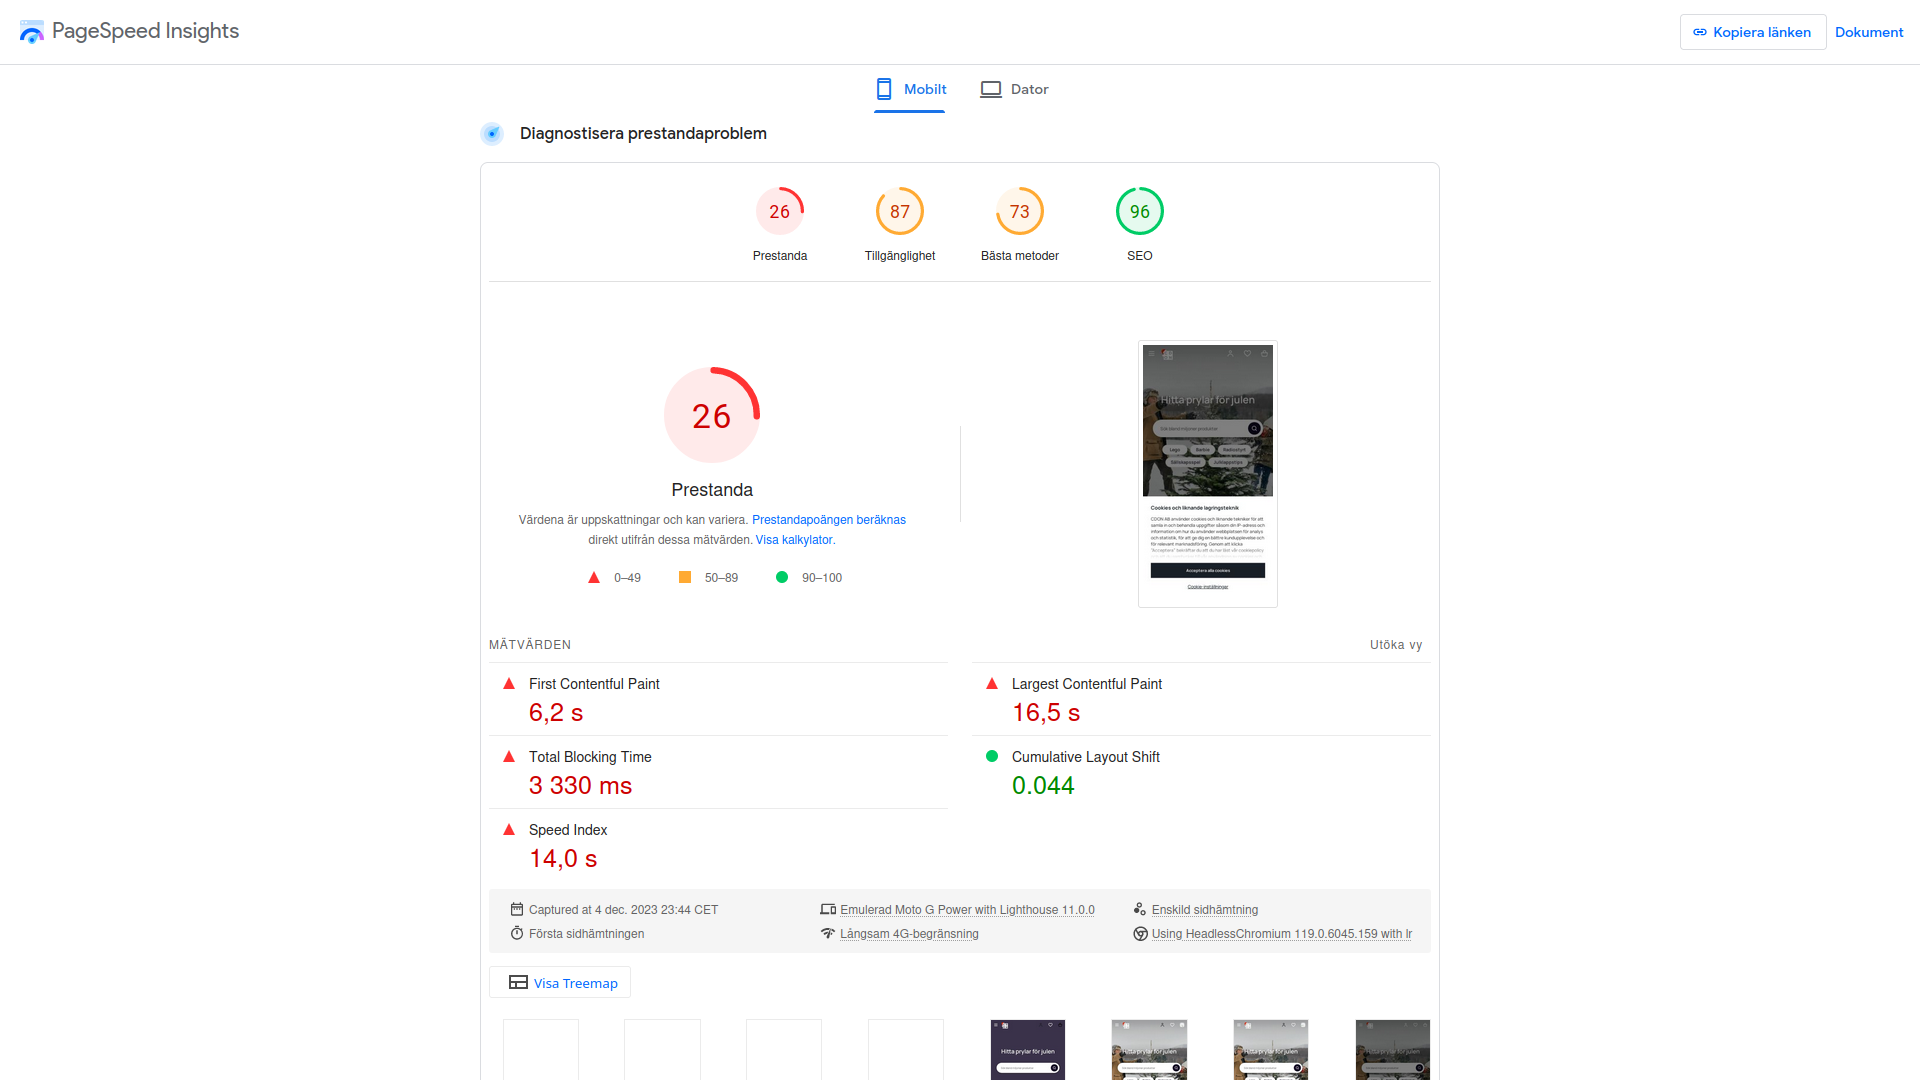 PageSpeed Insights
Kopiera länken
Dokument
Mobilt
Dator
Diagnostisera prestandaproblem
26
87
73
96
Prestanda
Tillgänglighet
Bästa metoder
SEO
26
Prestanda
Värdena är uppskattningar och kan variera. Prestandapoängen beräknas
direkt utifrån dessa mätvärden. Visa kalkylator.
0–49
50–89
90–100
Hitta prylar för julen
Cookies och liknande lagringsteknik
Acceptera alla cookies
Cookie-inställningar
MÄTVÄRDEN
Utöka vy
First Contentful Paint
6,2 s
Largest Contentful Paint
16,5 s
Total Blocking Time
3 330 ms
Cumulative Layout Shift
0.044
Speed Index
14,0 s
Captured at 4 dec. 2023 23:44 CET
Emulerad Moto G Power with Lighthouse 11.0.0
Enskild sidhämtning
Första sidhämtningen
Långsam 4G-begränsning
Using HeadlessChromium 119.0.6045.159 with lr
Visa Treemap
Hitta prylar för julen
Hitta prylar för julen
Hitta prylar för julen
Hitta prylar för julen